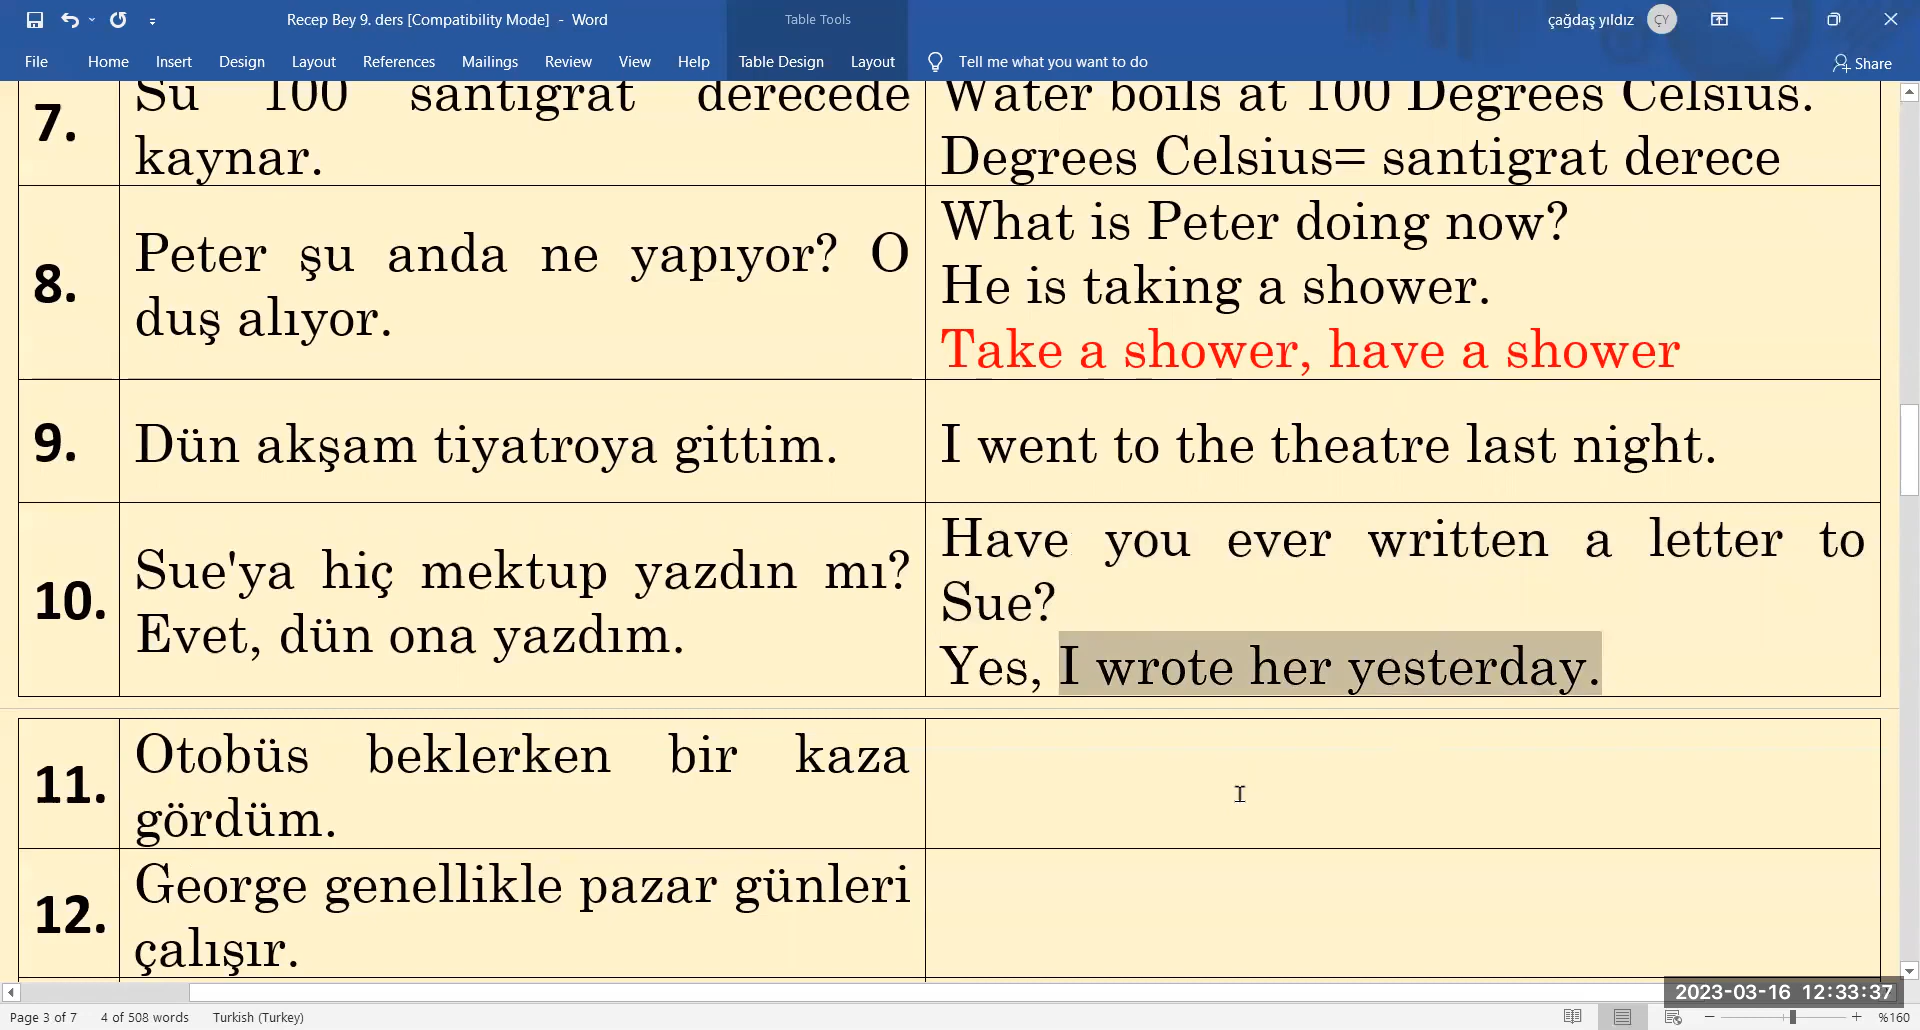 Recep Bey 9. ders [Compatibility Mode] - Word
Table Tools
çağdaş yıldız
ÇY
File Home Insert Design Layout References Mailings Review View Help Table Design Layout Tell me what you want to do Share
7.
Su 100 santigrat derecede
kaynar.
Water boils at 100 Degrees Celsius.
Degrees Celsius= santigrat derece
8.
Peter şu anda ne yapıyor? O
duş alıyor.
What is Peter doing now?
He is taking a shower.
Take a shower, have a shower
9.
Dün akşam tiyatroya gittim.
I went to the theatre last night.
10.
Sue'ya hiç mektup yazdın mı?
Evet, dün ona yazdım.
Have you ever written a letter to
Sue?
Yes, I wrote her yesterday.
11.
Otobüs beklerken bir kaza
gördüm.
12.
George genellikle pazar günleri
çalışır.
2023-03-16 12:33:37
Page 3 of 7 4 of 508 words Turkish (Turkey)
%160